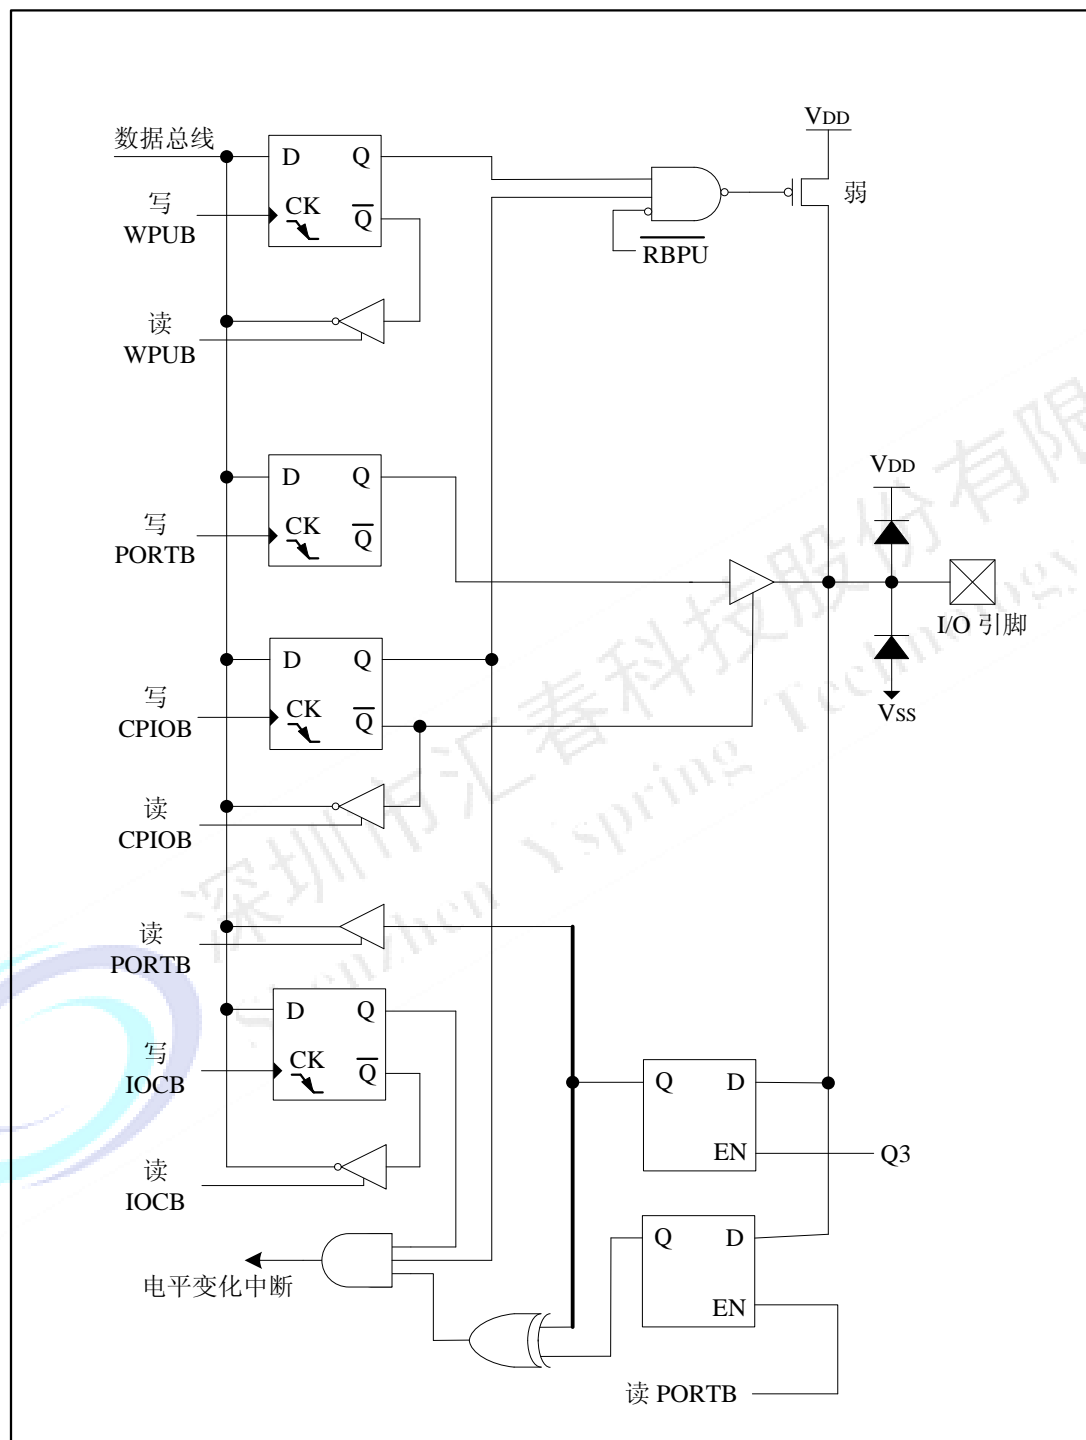 VDD
数据总线
D Q
写
WPUB
CK
Q
弱
RBPU
读
WPUB
D Q
VDD
写
PORTB
CK
Q
I/O 引脚
D Q
写
CPIOB
CK
Q
VSS
读
CPIOB
读
PORTB
D Q
写
IOCB
CK
Q
Q D
EN
Q3
读
IOCB
Q D
电平变化中断
EN
读 PORTB
深圳市汇春科技股份有限
Shenzhen Yspring Technology